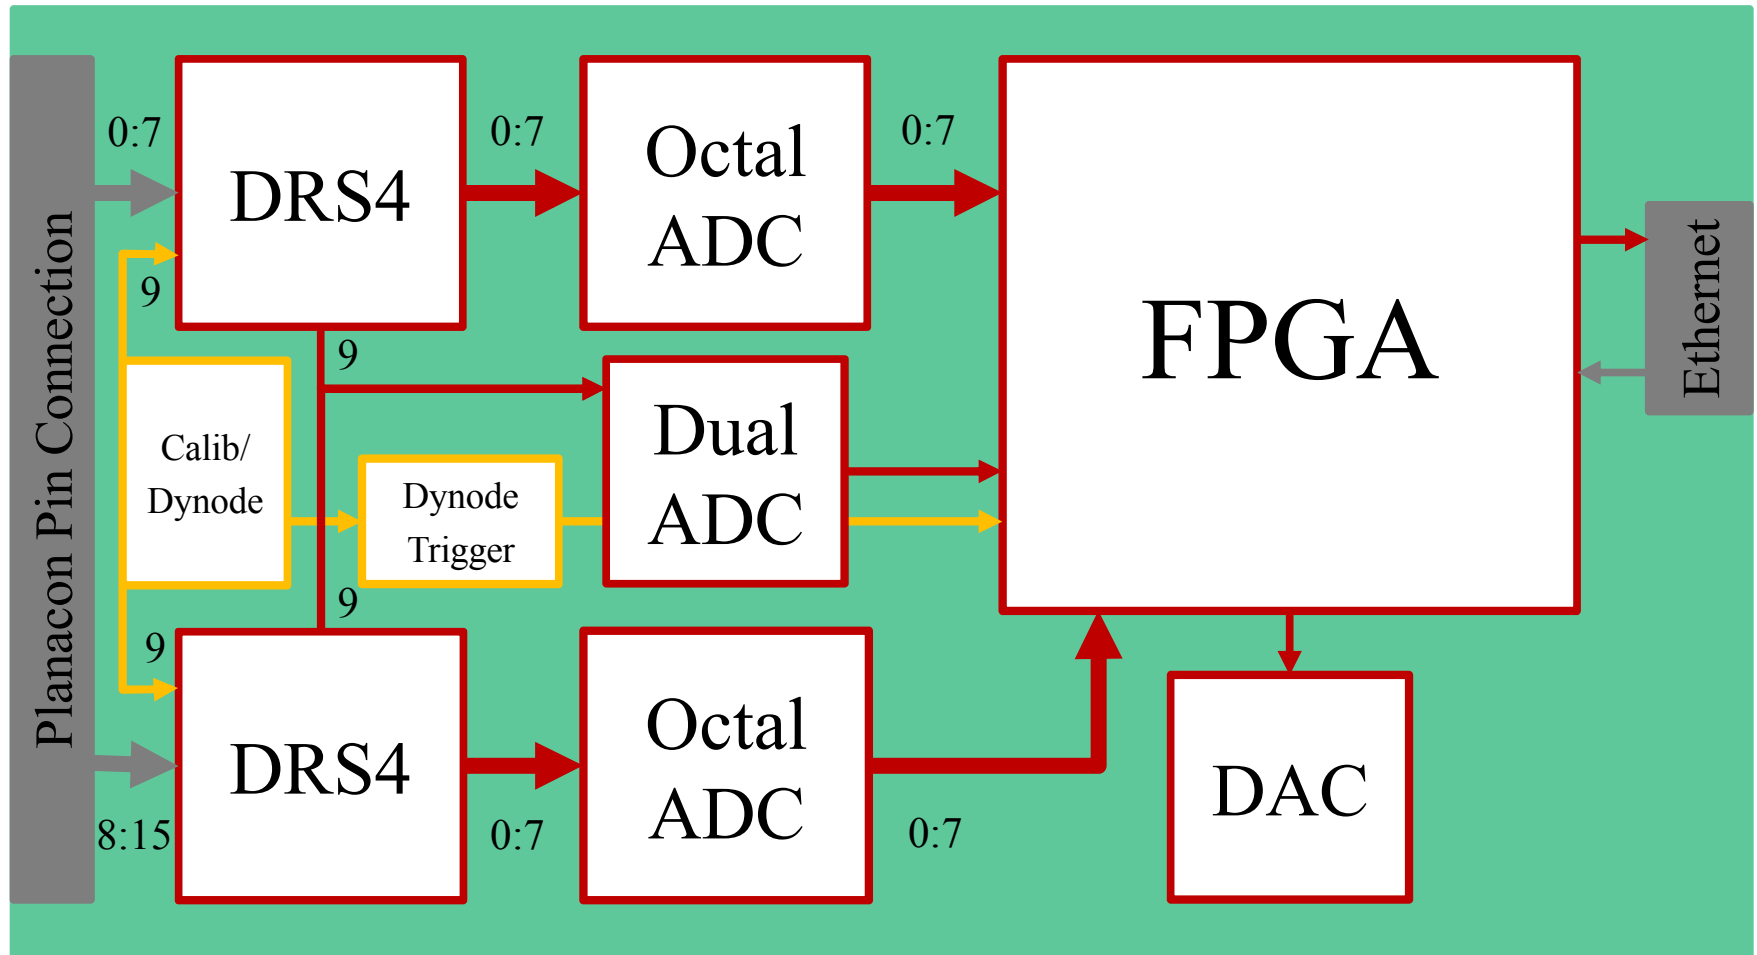 Planacon Pin Connection
0:7
DRS4
0:7
Octal
ADC
0:7
FPGA
Ethernet
9
9
Calib/
Dynode
Dynode
Trigger
Dual
ADC
9
9
DRS4
8:15
0:7
Octal
ADC
0:7
DAC